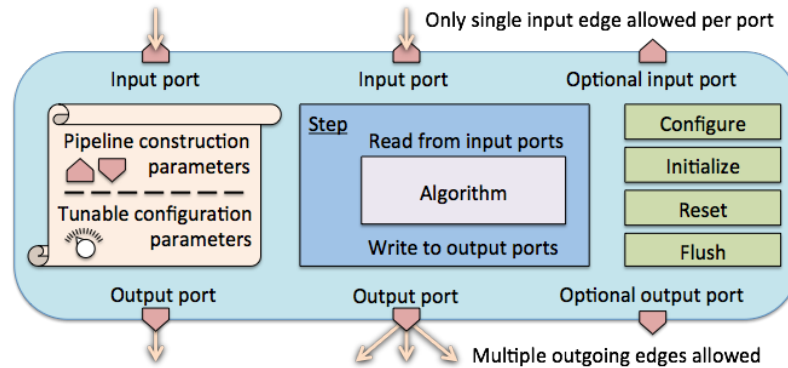 Only single input edge allowed per port
Input port
Input port
Optional input port
Pipeline construction
parameters
Tunable configuration
parameters
Step
Read from input ports
Algorithm
Write to output ports
Configure
Initialize
Reset
Flush
Output port
Output port
Optional output port
Multiple outgoing edges allowed